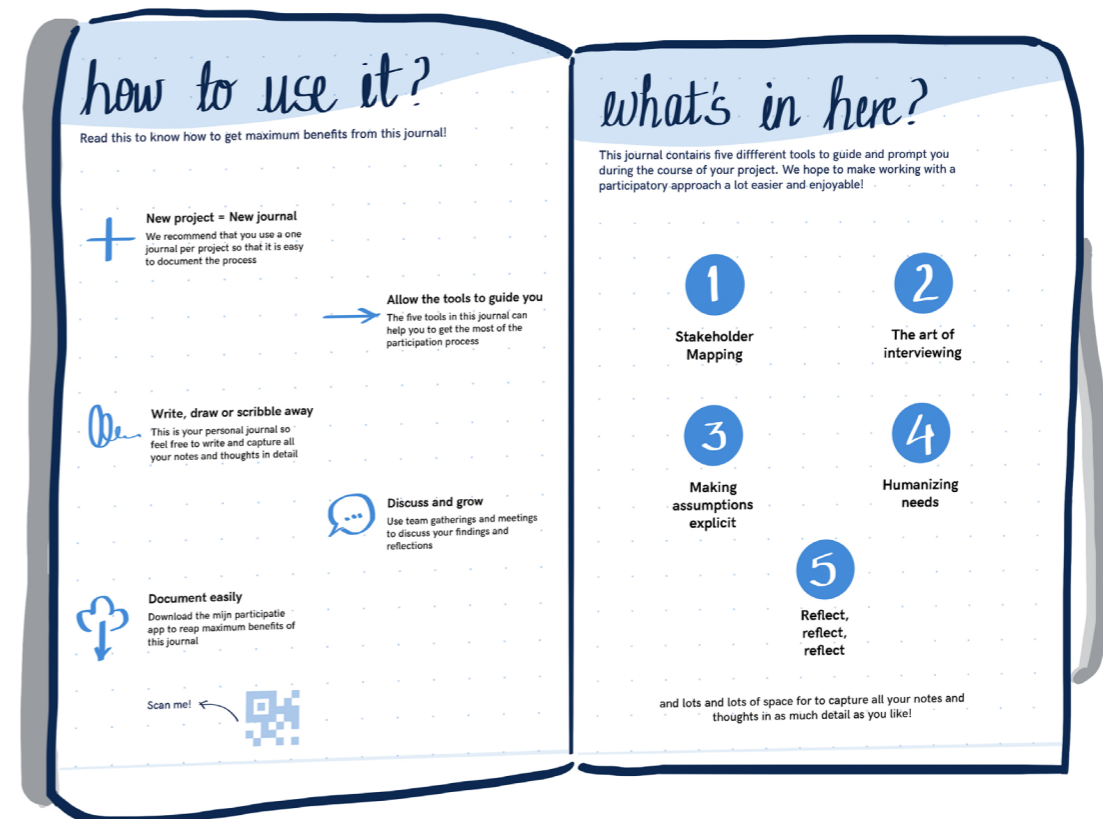 how to use it?
Read this to know how to get maximum benefits from this journal!
New project = New journal
We recommend that you use a one
journal per project so that it is easy
to document the process
Allow the tools to guide you
The five tools in this journal can
help you to get the most of the
participation process
Write, draw or scribble away
This is your personal journal so
feel free to write and capture all
your notes and thoughts in detail
Discuss and grow
Use team gatherings and meetings
to discuss your findings and
reflections
Document easily
Download the mijn participatie
app to reap maximum benefits of
this journal
Scan me!
what's in here?
This journal contains five diffferent tools to guide and prompt you
during the course of your project. We hope to make working with a
participatory approach a lot easier and enjoyable!
1
Stakeholder
Mapping
2
The art of
interviewing
3
Making
assumptions
explicit
4
Humanizing
needs
5
Reflect,
reflect,
reflect
and lots and lots of space for to capture all your notes and
thoughts in as much detail as you like!